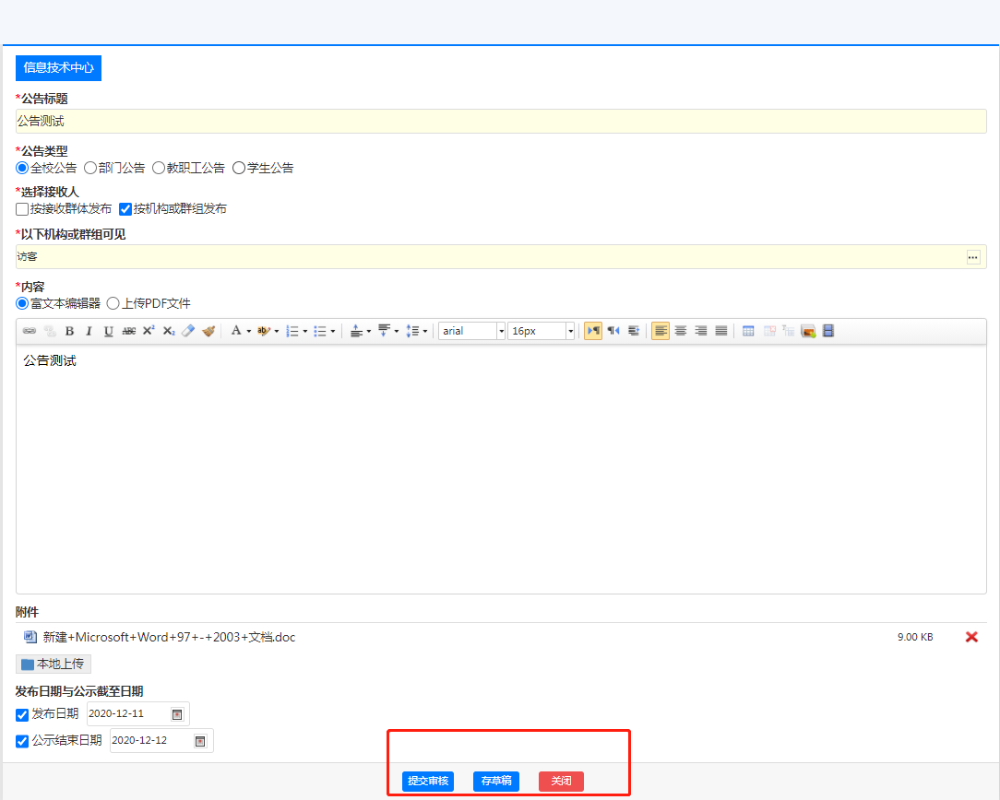 信息技术中心
*公告标题
公告测试
*公告类型
全校公告 部门公告 教职工公告 学生公告
*选择接收人
按接收群体发布 按机构或群组发布
*以下机构或群组可见
访客 ...
*内容
富文本编辑器 上传PDF文件
B I U ABC X² X₂ A ab arial 16px
公告测试
附件
新建+Microsoft+Word+97+-+2003+文档.doc 9.00 KB
本地上传
发布日期与公示截至日期
发布日期 2020-12-11
公示结束日期 2020-12-12
提交审核 存草稿 关闭